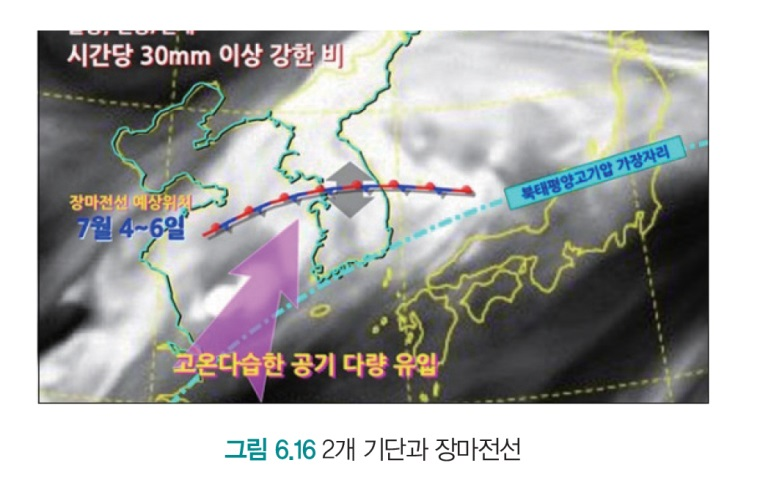 시간당 30mm 이상 강한 비
북태평양고기압 가장자리
장마전선 예상위치
7월 4~6일
고온다습한 공기 다량 유입
그림 6.16 2개 기단과 장마전선